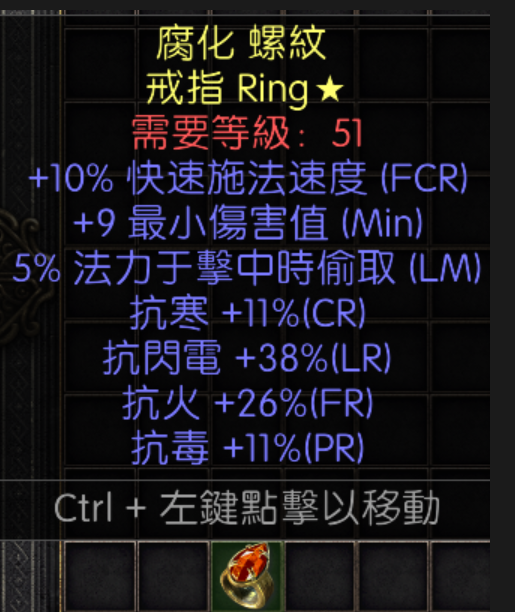 腐化 螺紋
戒指 Ring★
需要等級： 51
+10% 快速施法速度 (FCR)
+9 最小傷害值 (Min)
5% 法力于擊中時偷取 (LM)
抗寒 +11%(CR)
抗閃電 +38%(LR)
抗火 +26%(FR)
抗毒 +11%(PR)
Ctrl + 左鍵點擊以移動